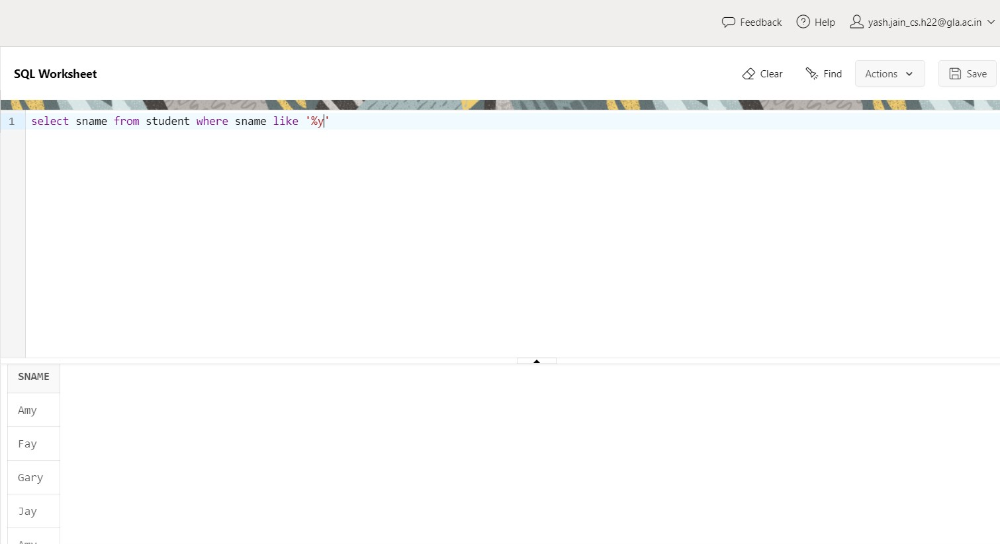 Feedback Help yash.jain_cs.h22@gla.ac.in
SQL Worksheet Clear Find Actions Save
1 select sname from student where sname like '%y'
SNAME
Amy
Fay
Gary
Jay
Amy